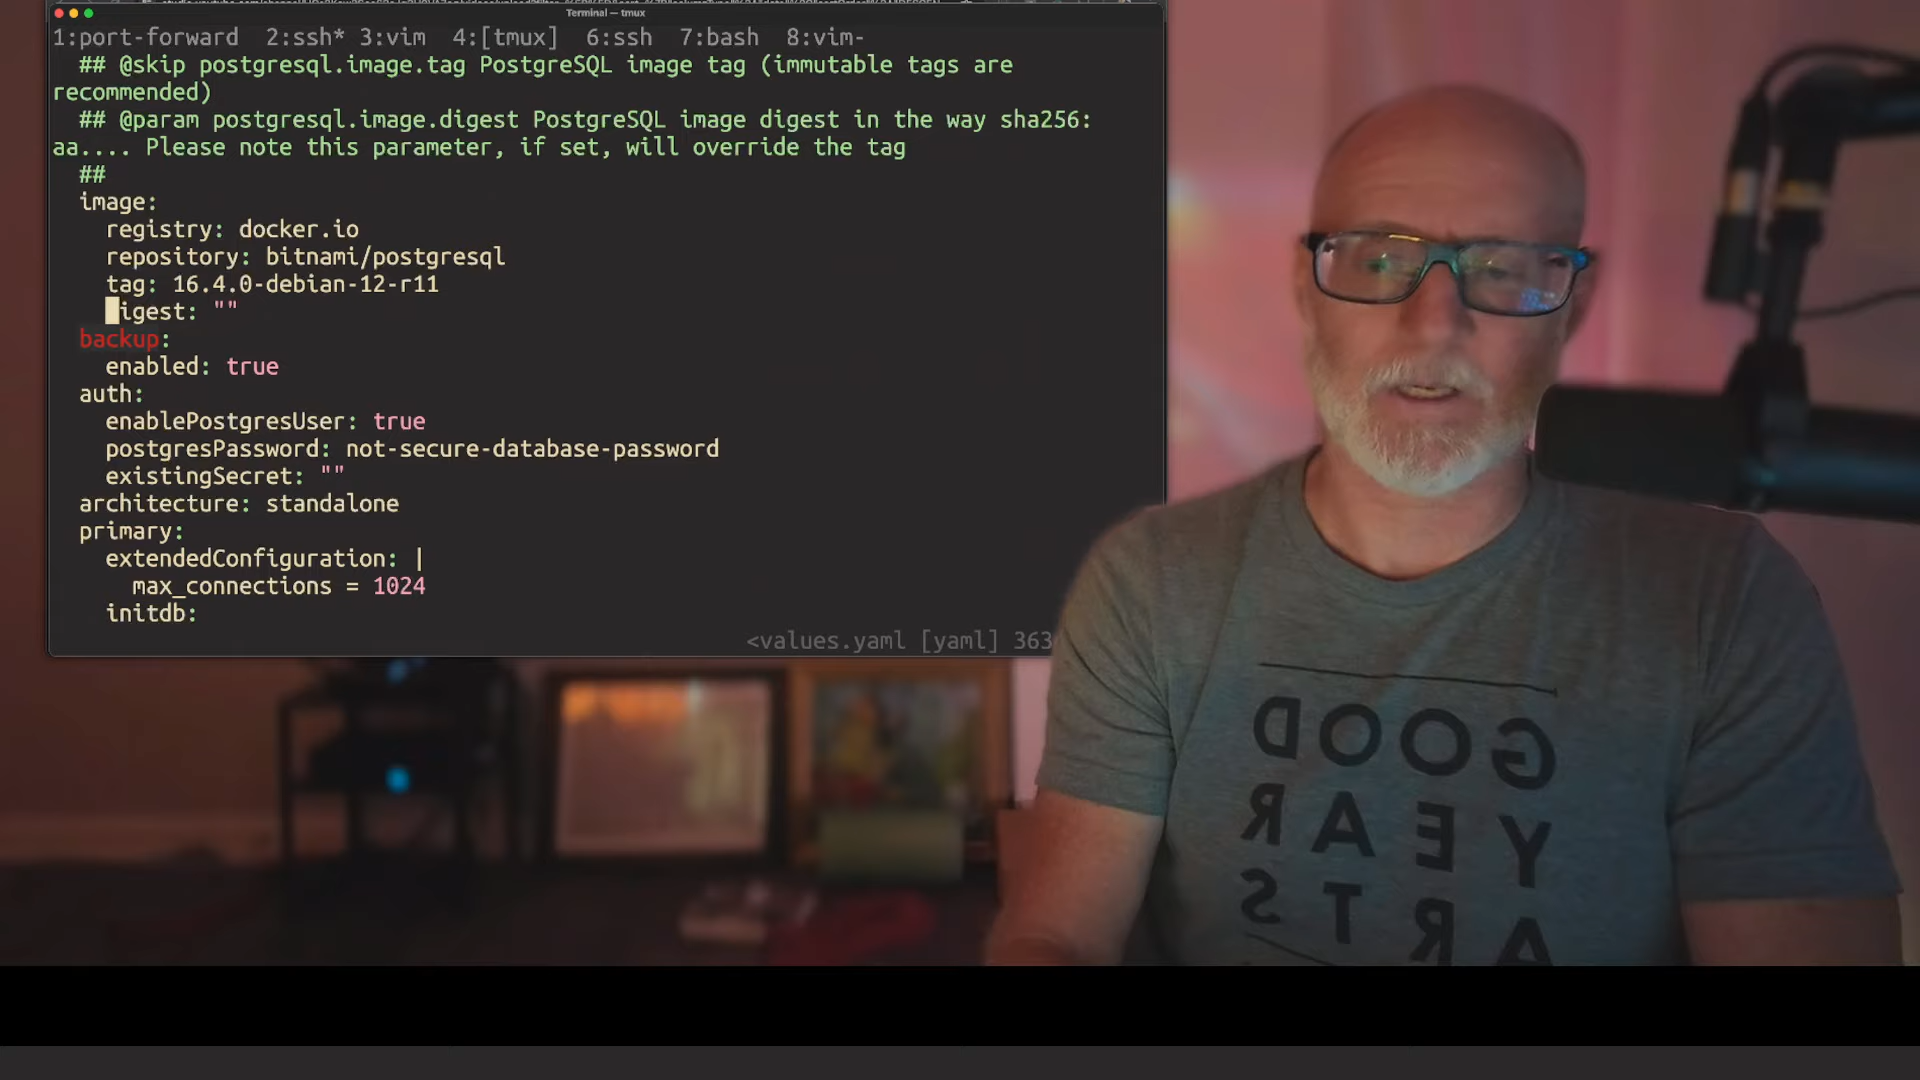 Terminal — tmux
1:port-forward  2:ssh* 3:vim  4:[tmux]  6:ssh  7:bash  8:vim-
## @skip postgresql.image.tag PostgreSQL image tag (immutable tags are
recommended)
## @param postgresql.image.digest PostgreSQL image digest in the way sha256:
aa.... Please note this parameter, if set, will override the tag
##
image:
registry: docker.io
repository: bitnami/postgresql
tag: 16.4.0-debian-12-r11
igest: ""
backup:
enabled: true
auth:
enablePostgresUser: true
postgresPassword: not-secure-database-password
existingSecret: ""
architecture: standalone
primary:
extendedConfiguration: |
max_connections = 1024
initdb:
<values.yaml [yaml] 363
GOOD
YEAR
ARTS